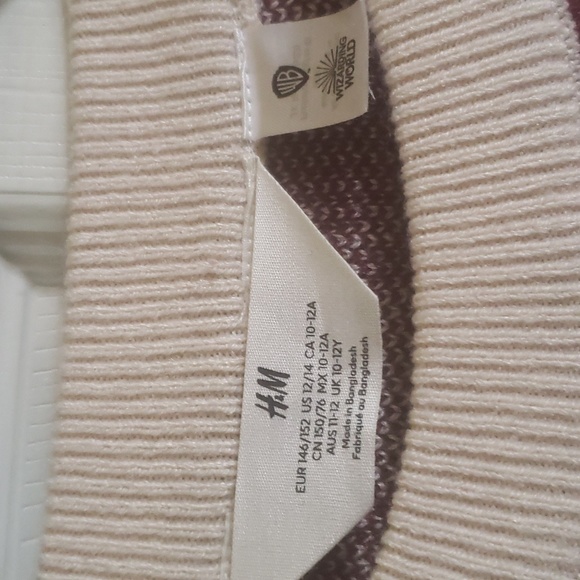 WB
WIZARDING
WORLD
H&M
EUR 146/152 US 12/14 CA 10-12A
CN 150/76 MX 10-12A
AUS 11-12 UK 10-12Y
Made in Bangladesh
Fabriqué au Bangladesh